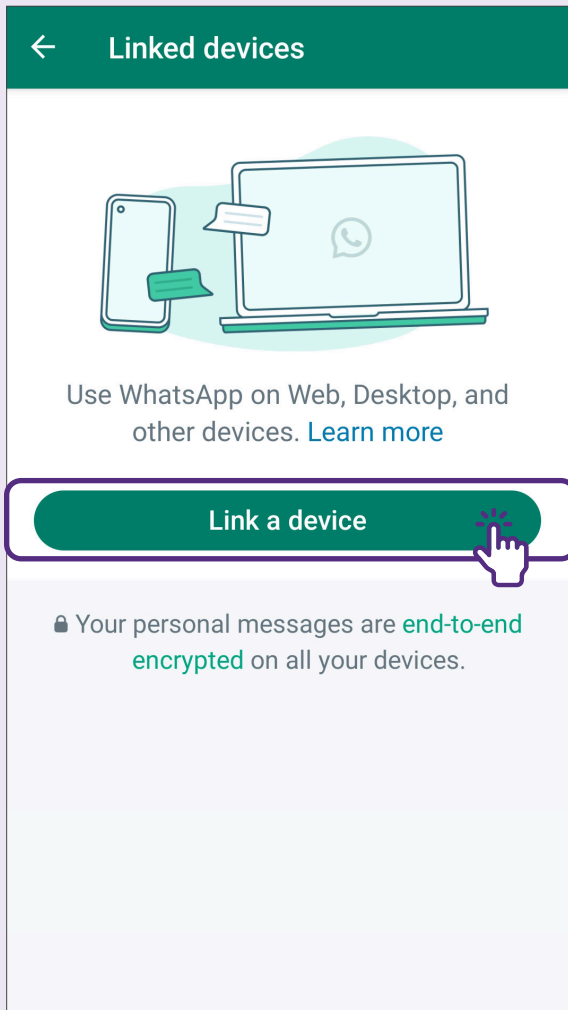 Linked devices
Use WhatsApp on Web, Desktop, and
other devices. Learn more
Link a device
Your personal messages are end-to-end
encrypted on all your devices.